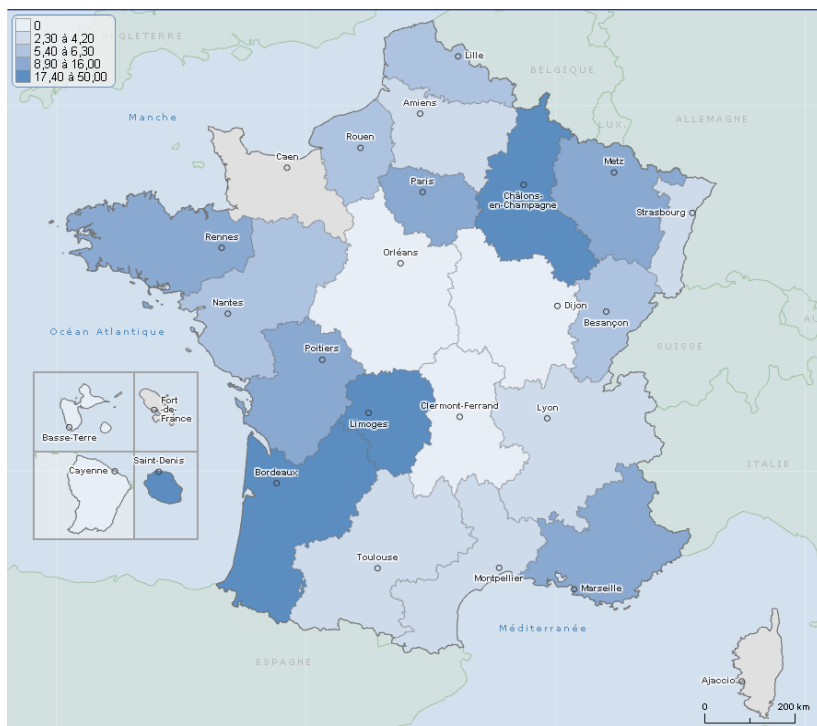 0
2,30 à 4,20
5,40 à 6,30
8,90 à 16,00
17,40 à 50,00
ANGLETERRE
Lille
BELGIQUE
Manche
Amiens
LUX.
ALLEMAGNE
Rouen
Caen
Metz
Paris
Châlons-
en-Champagne
Strasbourg
Rennes
Orléans
Nantes
Dijon
Besançon
Océan Atlantique
SUISSE
Poitiers
Fort
-de-
France
Basse-Terre
Clermont-Ferrand
Lyon
Limoges
Saint-Denis
Cayenne
Bordeaux
ITALIE
Toulouse
Montpellier
Marseille
Méditerranée
ESPAGNE
Ajaccio
0
200 km